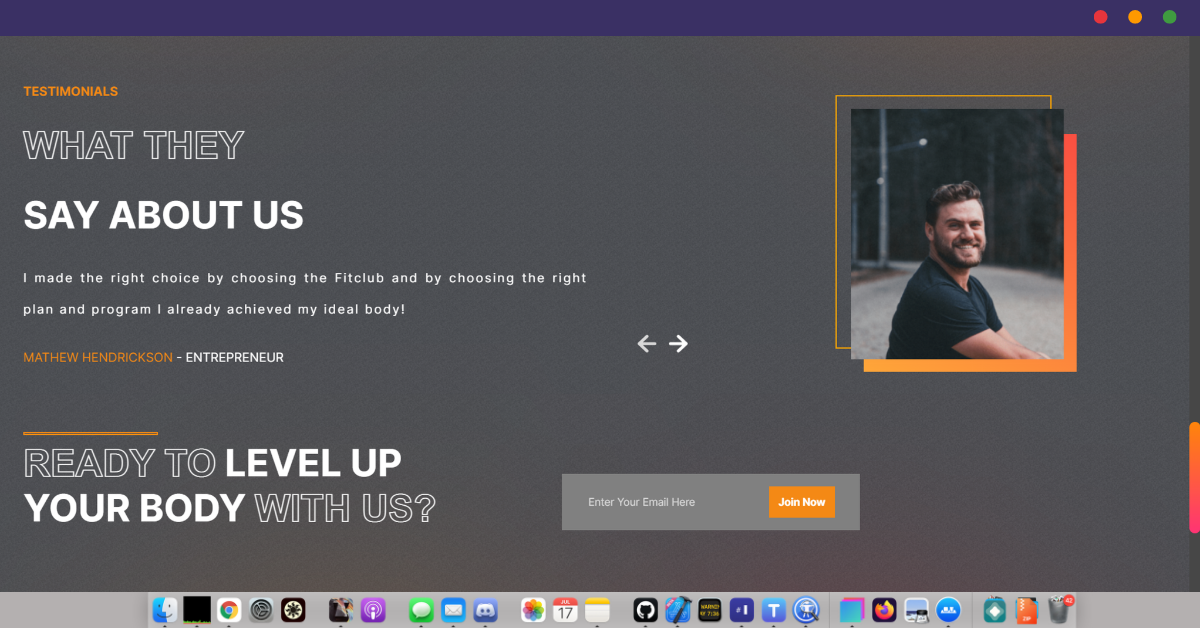 TESTIMONIALS
WHAT THEY
SAY ABOUT US
I made the right choice by choosing the Fitclub and by choosing the right
plan and program I already achieved my ideal body!
MATHEW HENDRICKSON - ENTREPRENEUR
READY TO LEVEL UP
YOUR BODY WITH US?
Enter Your Email Here
Join Now
JUL
17
# I
T
ZIP
42